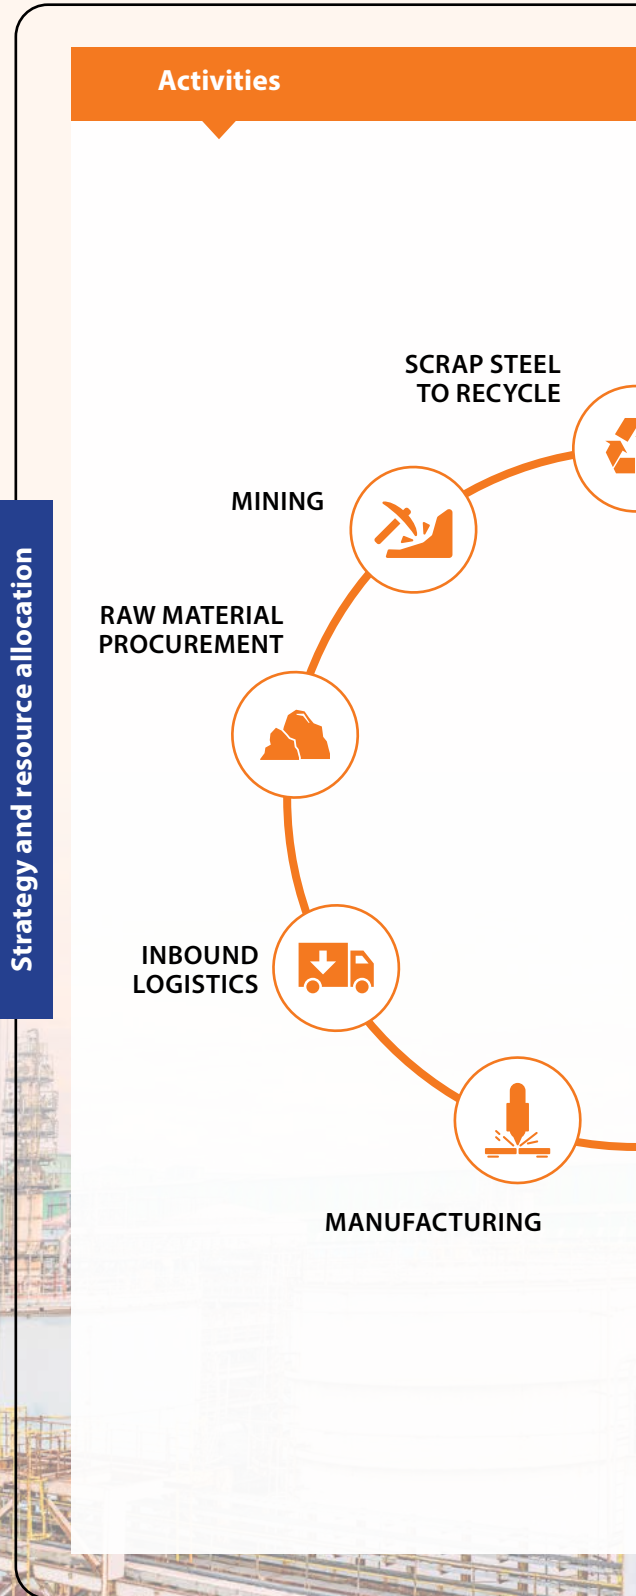 Activities
SCRAP STEEL
TO RECYCLE
MINING
RAW MATERIAL
PROCUREMENT
Strategy and resource allocation
INBOUND
LOGISTICS
MANUFACTURING